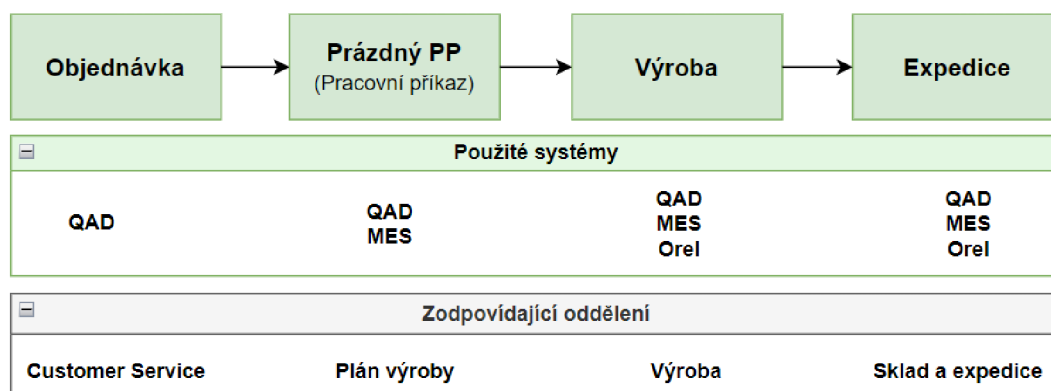 Objednávka
Prázdný PP
(Pracovní příkaz)
Výroba
Expedice
Použité systémy
QAD
QAD
MES
QAD
MES
Orel
QAD
MES
Orel
Zodpovídající oddělení
Customer Service
Plán výroby
Výroba
Sklad a expedice